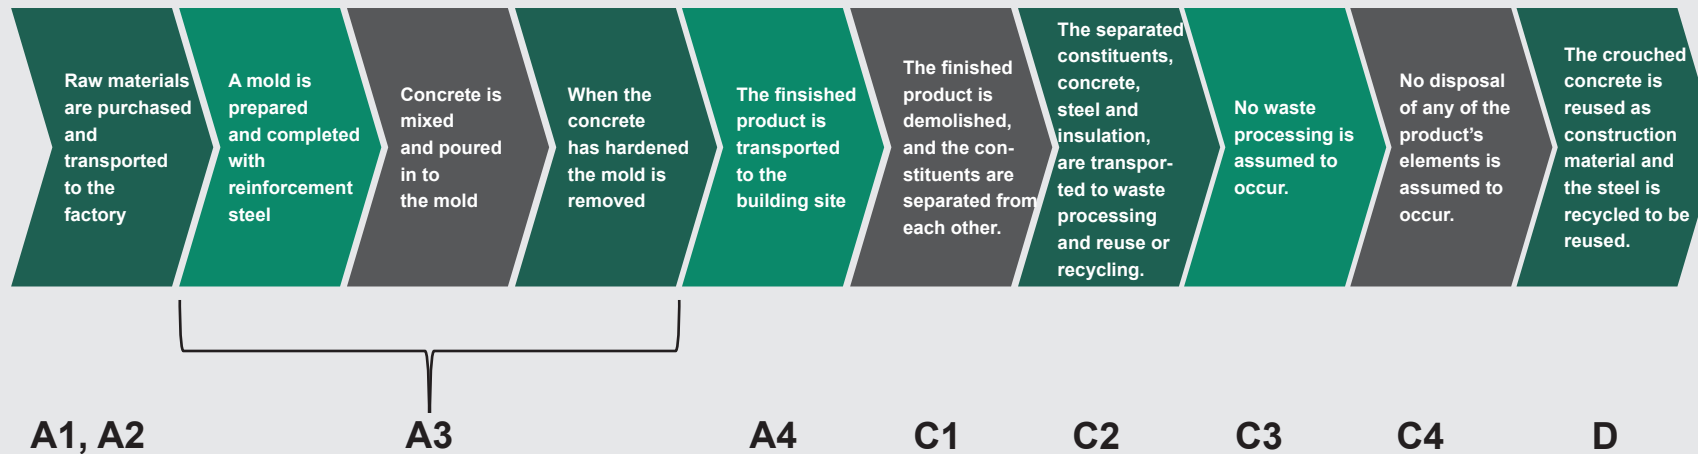 Raw materials
are purchased
and
transported
to the
factory
A mold is
prepared
and completed
with
reinforcement
steel
Concrete is
mixed
and poured
in to
the mold
When the
concrete
has hardened
the mold is
removed
The finsished
product is
transported
to the
building site
The finished
product is
demolished,
and the con-
stituents are
separated from
each other.
The separated
constituents,
concrete,
steel and
insulation,
are transpor-
ted to waste
processing
and reuse or
recycling.
No waste
processing is
assumed to
occur.
No disposal
of any of the
product’s
elements is
assumed to
occur.
The crouched
concrete is
reused as
construction
material and
the steel is
recycled to be
reused.
A1, A2
A3
A4
C1
C2
C3
C4
D